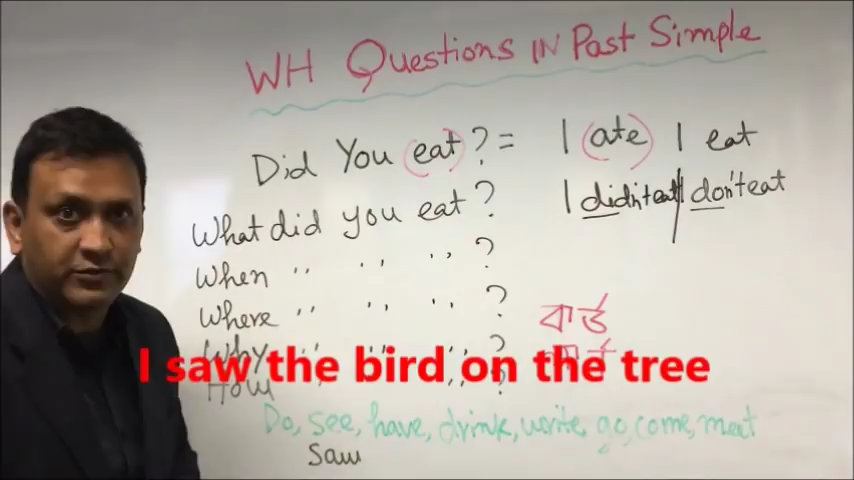 WH Questions IN Past Simple
Did You (eat)? = I (ate) | I eat
What did you eat? I didn't eat / don't eat
When " " " ?
Where " " " ?
Why " " " ?
How " " ?
I saw the bird on the tree
Do, see, have, drink, write, go, come, meet
Saw